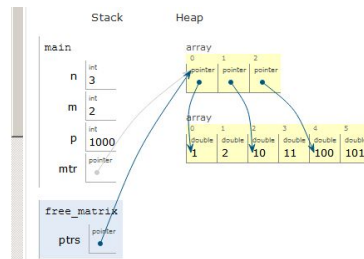 Stack Heap
main
array
0 1 2
pointer pointer pointer
int
n 3
int
m 2
int
p 1000
pointer
mtr
array
0 1 2 3 4 5
double double double double double double
1 2 10 11 100 101
free_matrix
pointer
ptrs